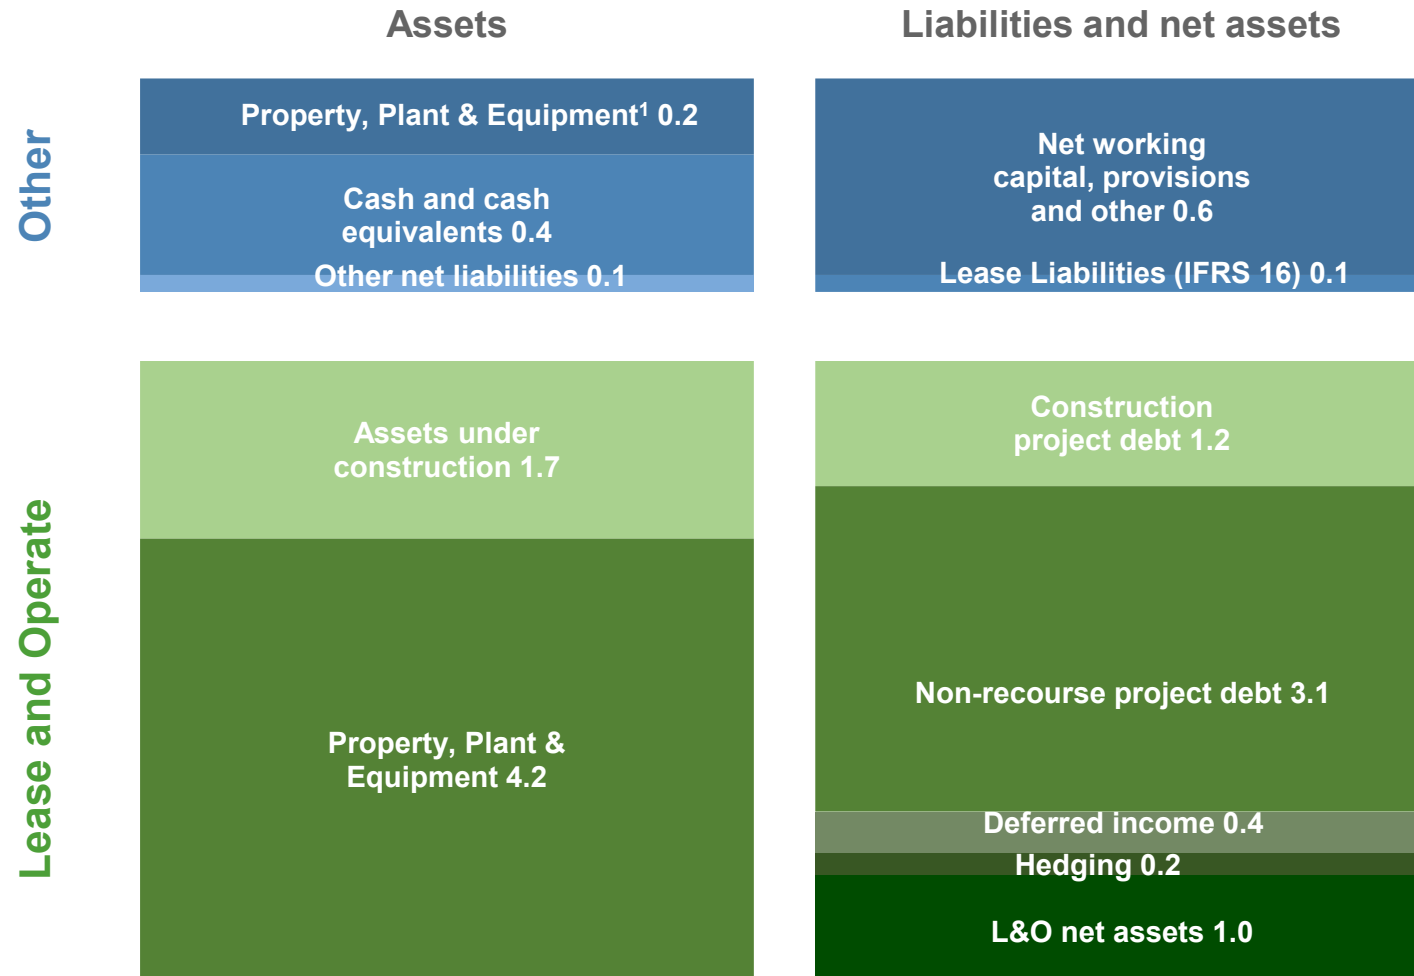 Assets
Liabilities and net assets
Other
Property, Plant & Equipment¹ 0.2
Cash and cash
equivalents 0.4
Other net liabilities 0.1
Net working
capital, provisions
and other 0.6
Lease Liabilities (IFRS 16) 0.1
Lease and Operate
Assets under
construction 1.7
Property, Plant &
Equipment 4.2
Construction
project debt 1.2
Non-recourse project debt 3.1
Deferred income 0.4
Hedging 0.2
L&O net assets 1.0